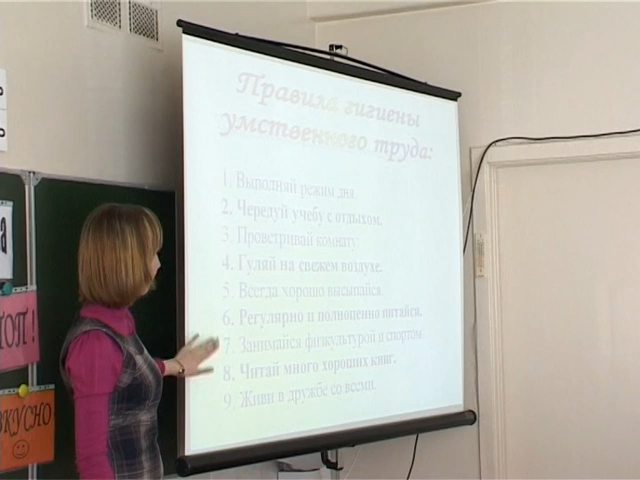 Правила гигиены
умственного труда:
1. Выполняй режим дня.
2. Чередуй учебу с отдыхом.
3. Проветривай комнату.
4. Гуляй на свежем воздухе.
5. Всегда хорошо высыпайся.
6. Регулярно и полноценно питайся.
7. Занимайся физкультурой и спортом.
8. Читай много хороших книг.
9. Живи в дружбе со всеми.
а
ТОП!
ВКУСНО